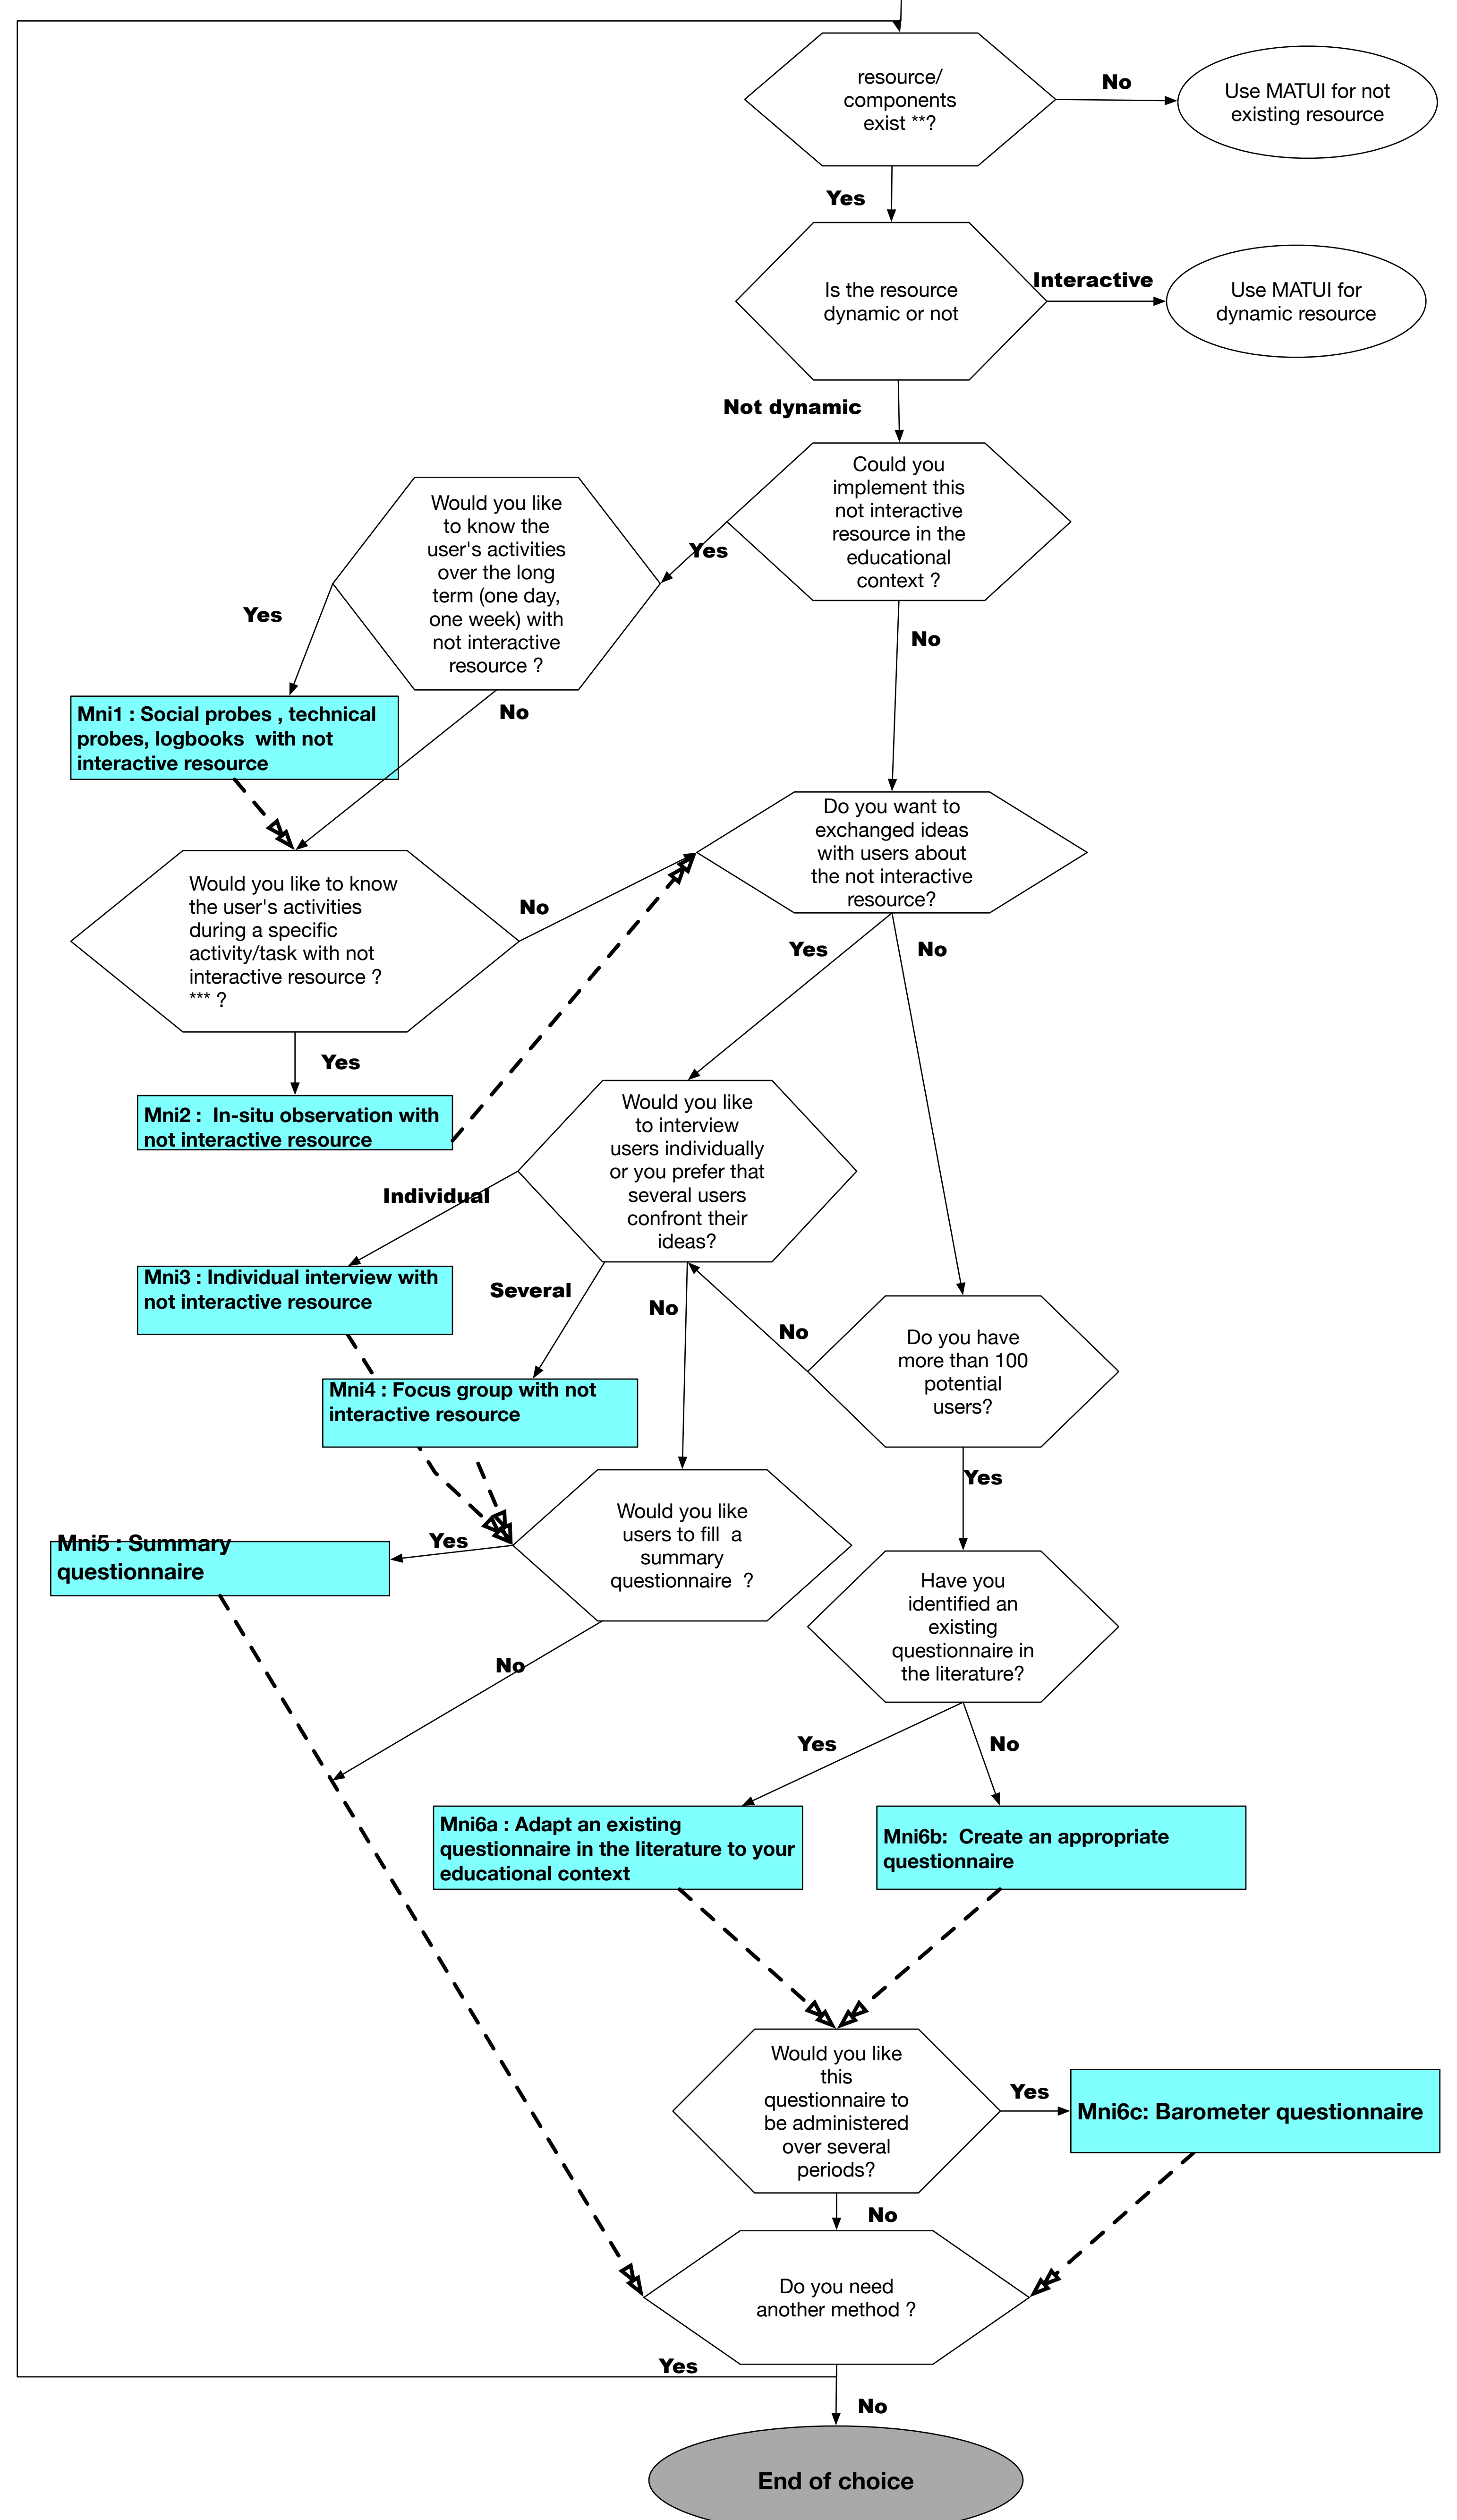 resource/
components
exist **?
No
Use MATUI for not
existing resource
Yes
Is the resource
dynamic or not
Interactive
Use MATUI for
dynamic resource
Not dynamic
Could you
implement this
not interactive
resource in the
educational
context ?
Yes
Would you like
to know the
user's activities
over the long
term (one day,
one week) with
not interactive
resource ?
Yes
No
No
Mni1 : Social probes , technical
probes, logbooks  with not
interactive resource
Do you want to
exchanged ideas
with users about
the not interactive
resource?
Would you like to know
the user's activities
during a specific
activity/task with not
interactive resource ?
*** ?
No
Yes
No
Yes
Mni2 :  In-situ observation with
not interactive resource
Would you like
to interview
users individually
or you prefer that
several users
confront their
ideas?
Individual
Mni3 : Individual interview with
not interactive resource
Several
No
No
Do you have
more than 100
potential
users?
Mni4 : Focus group with not
interactive resource
Yes
Would you like
users to fill  a
summary
questionnaire  ?
Yes
Mni5 : Summary
questionnaire
No
Have you
identified an
existing
questionnaire in
the literature?
Yes
No
Mni6a : Adapt an existing
questionnaire in the literature to your
educational context
Mni6b:  Create an appropriate
questionnaire
Would you like
this
questionnaire to
be administered
over several
periods?
Yes
Mni6c: Barometer questionnaire
No
Do you need
another method ?
Yes
No
End of choice